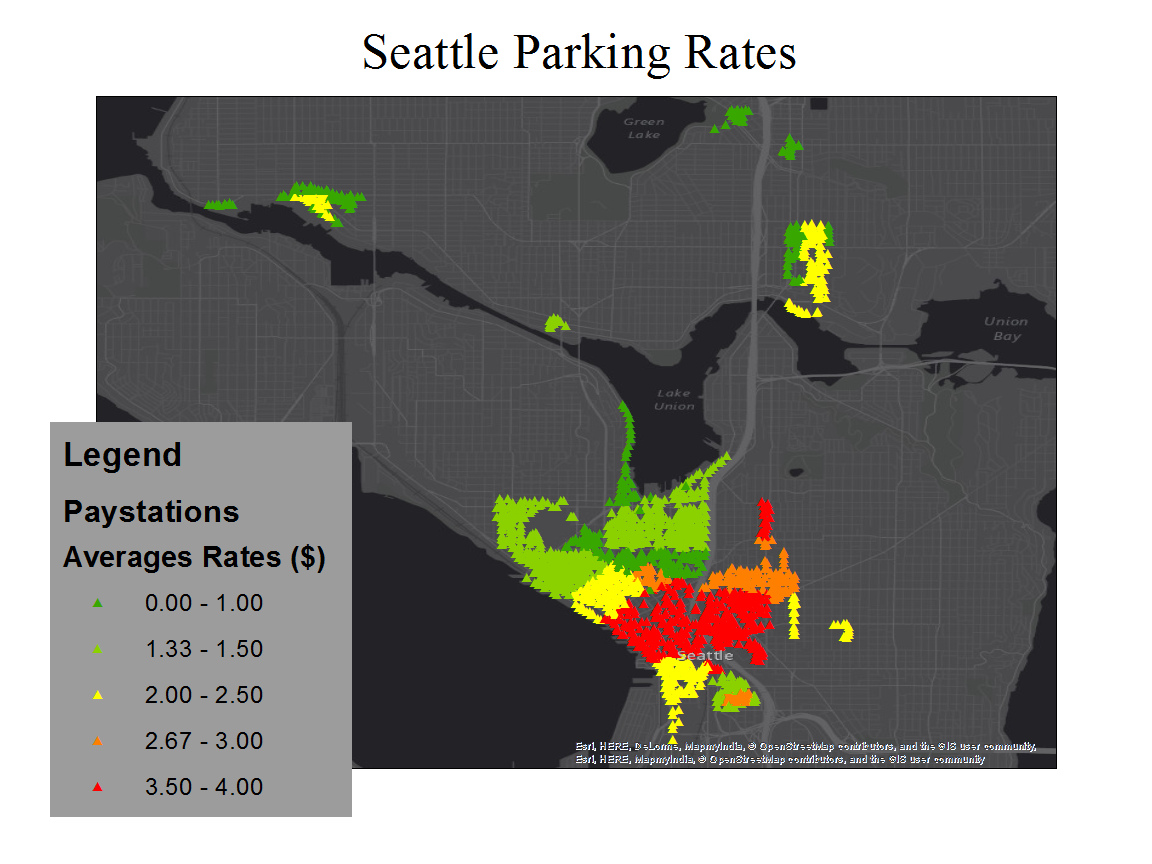 Seattle Parking Rates
Green
Lake
Union
Bay
Lake
Union
Legend
Paystations
Averages Rates ($)
0.00 - 1.00
1.33 - 1.50
2.00 - 2.50
2.67 - 3.00
3.50 - 4.00
Seattle
Esri, HERE, DeLorme, MapmyIndia, © OpenStreetMap contributors, and the GIS user community,
Esri, HERE, MapmyIndia, © OpenStreetMap contributors, and the GIS user community